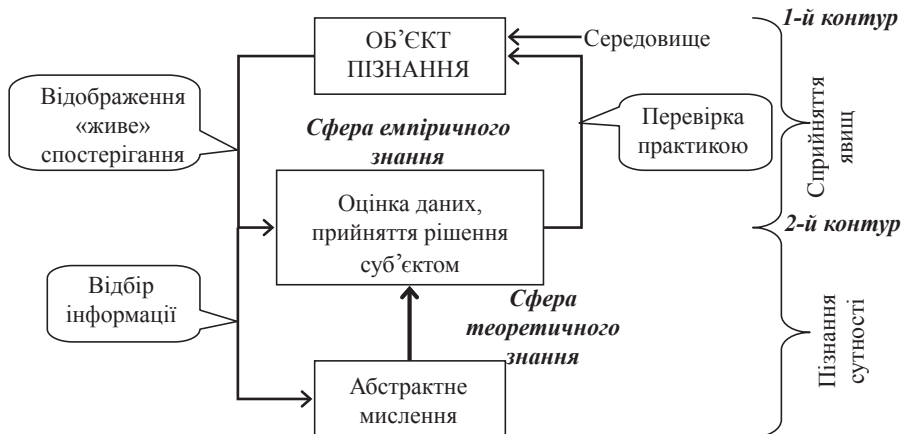 1-й контур
ОБ’ЄКТ
ПІЗНАННЯ
Середовище
Відображення
«живе»
спостерігання
Сфера емпіричного
знання
Перевірка
практикою
Сприйняття
явищ
Оцінка даних,
прийняття рішення
суб’єктом
2-й контур
Відбір
інформації
Сфера
теоретичного
знання
Пізнання
сутності
Абстрактне
мислення